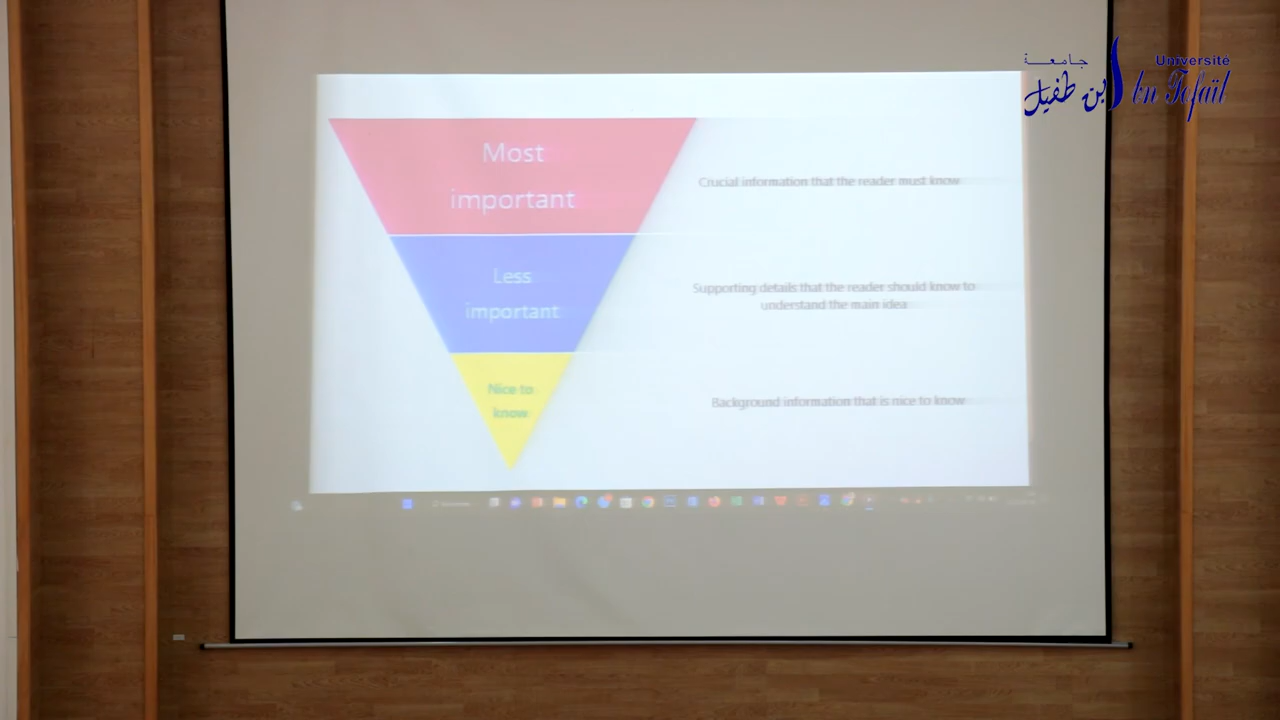 جامعة
ابن طفيل
Université
Ibn Tofaïl
Most
important
Crucial information that the reader must know
Less
important
Supporting details that the reader should know to
understand the main idea
Nice to
know
Background information that is nice to know